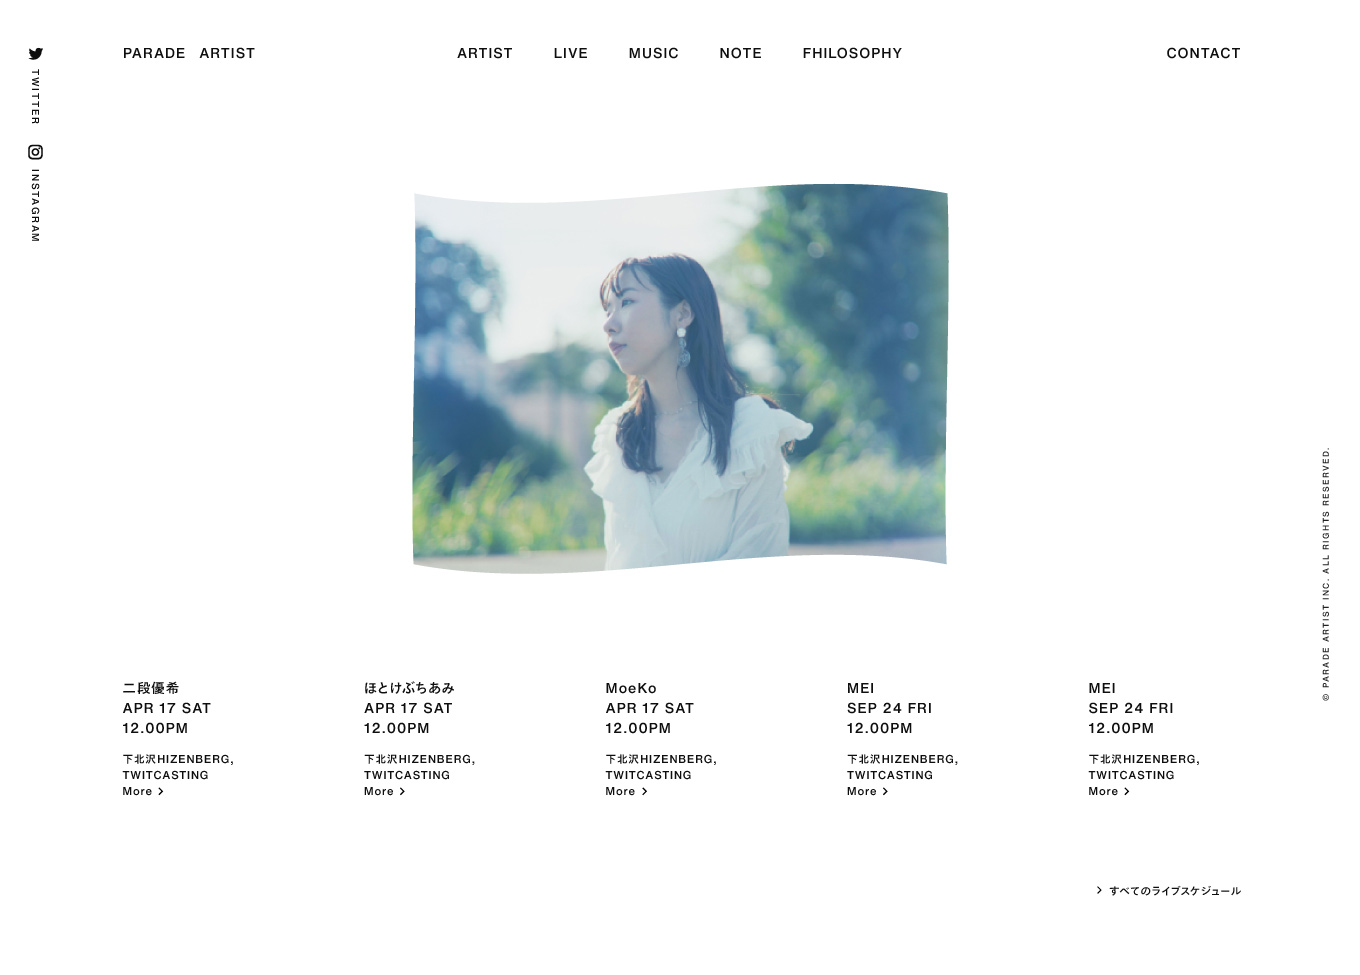 PARADE ARTIST
ARTIST
LIVE
MUSIC
NOTE
FHILOSOPHY
CONTACT
TWITTER
INSTAGRAM
二段優希
APR 17 SAT
12.00PM
下北沢HIZENBERG,
TWITCASTING
More
ほとけぶちあみ
APR 17 SAT
12.00PM
下北沢HIZENBERG,
TWITCASTING
More
MoeKo
APR 17 SAT
12.00PM
下北沢HIZENBERG,
TWITCASTING
More
MEI
SEP 24 FRI
12.00PM
下北沢HIZENBERG,
TWITCASTING
More
MEI
SEP 24 FRI
12.00PM
下北沢HIZENBERG,
TWITCASTING
More
すべてのライブスケジュール
© PARADE ARTIST INC. ALL RIGHTS RESERVED.